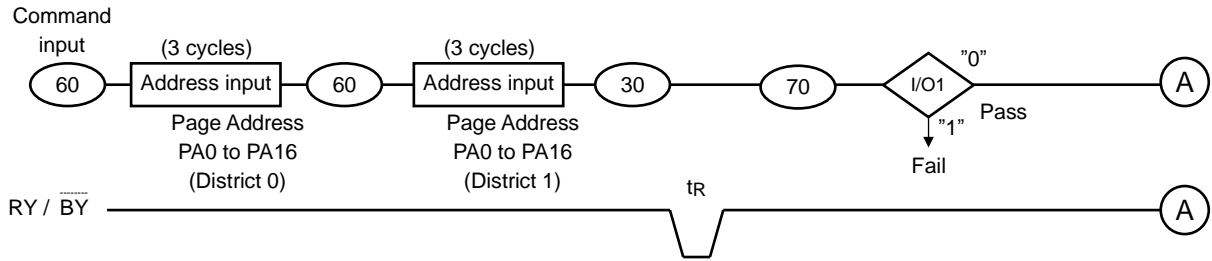 Command
input
(3 cycles)
(3 cycles)
60
Address input
60
Address input
30
70
I/O1
”0”
Pass
A
”1”
Fail
Page Address
PA0 to PA16
(District 0)
Page Address
PA0 to PA16
(District 1)
tR
RY / BY
A